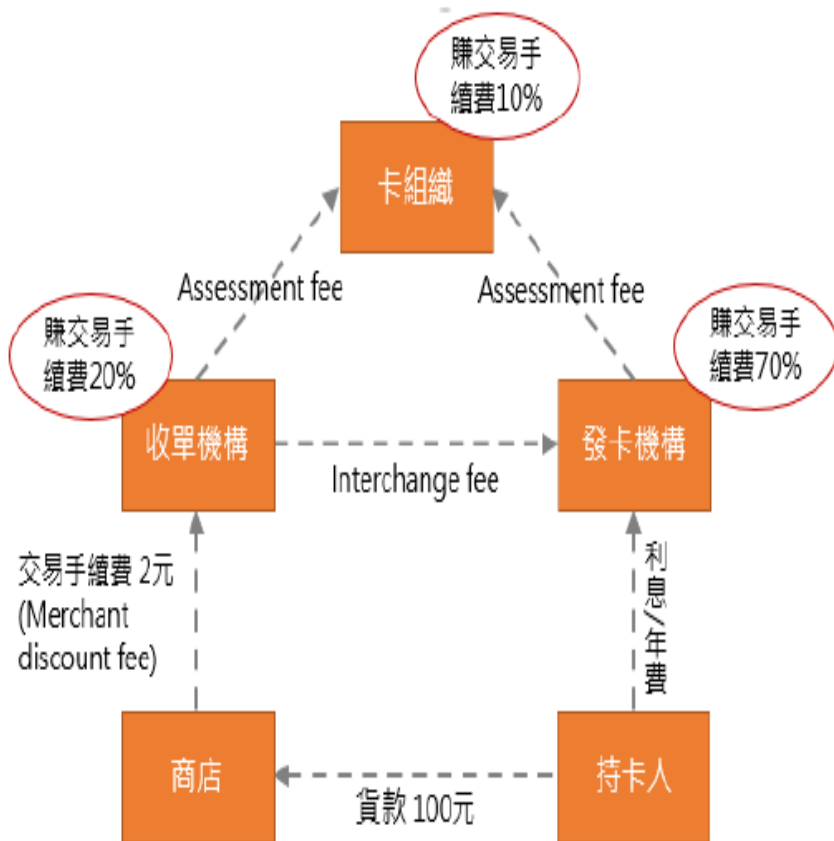 賺交易手
續費10%
卡組織
Assessment fee
Assessment fee
賺交易手
續費20%
賺交易手
續費70%
收單機構
發卡機構
Interchange fee
交易手續費 2元
(Merchant
discount fee)
利息/年費
商店
持卡人
貨款 100元